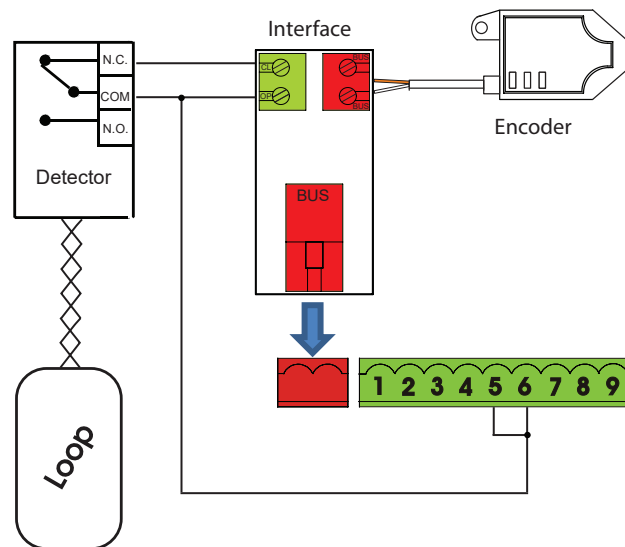 Interface
N.C.
COM
N.O.
Detector
CL
OP
BUS
BUS
Encoder
BUS
1 2 3 4 5 6 7 8 9
Loop